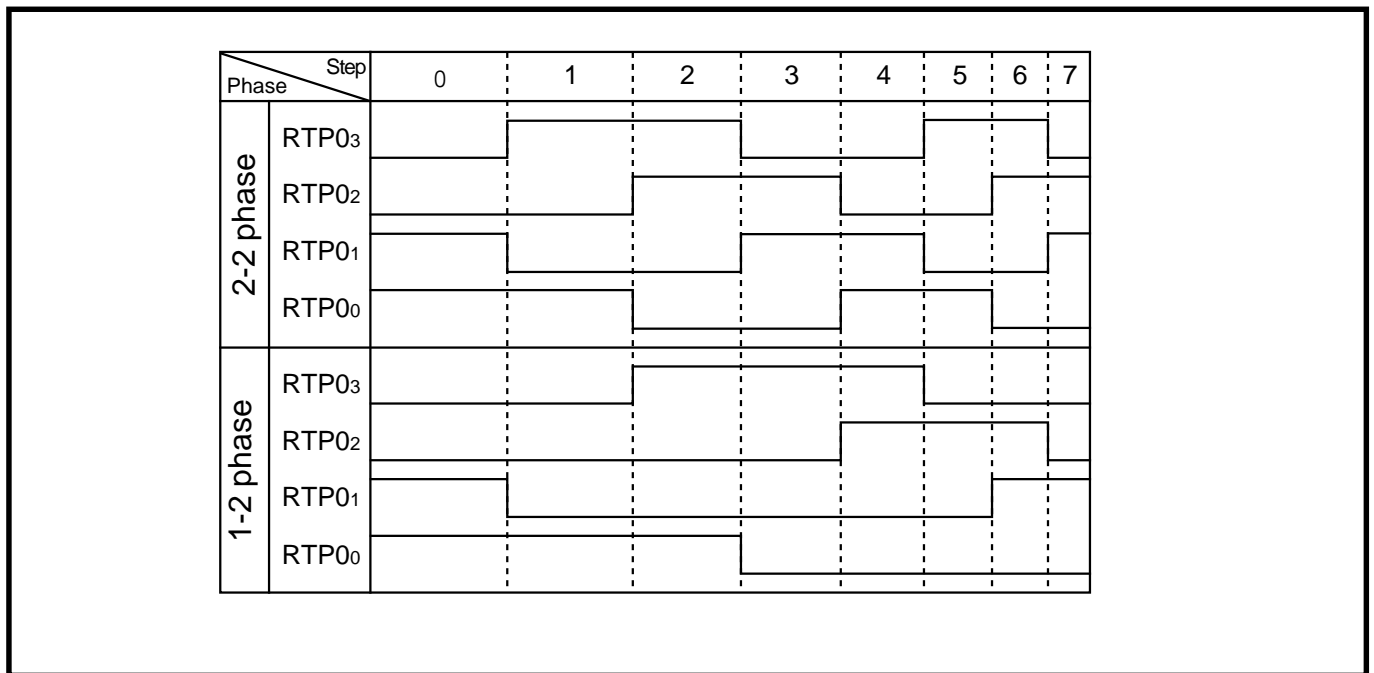 Step
Phase
0 1 2 3 4 5 6 7
2-2 phase
RTP03
RTP02
RTP01
RTP00
1-2 phase
RTP03
RTP02
RTP01
RTP00